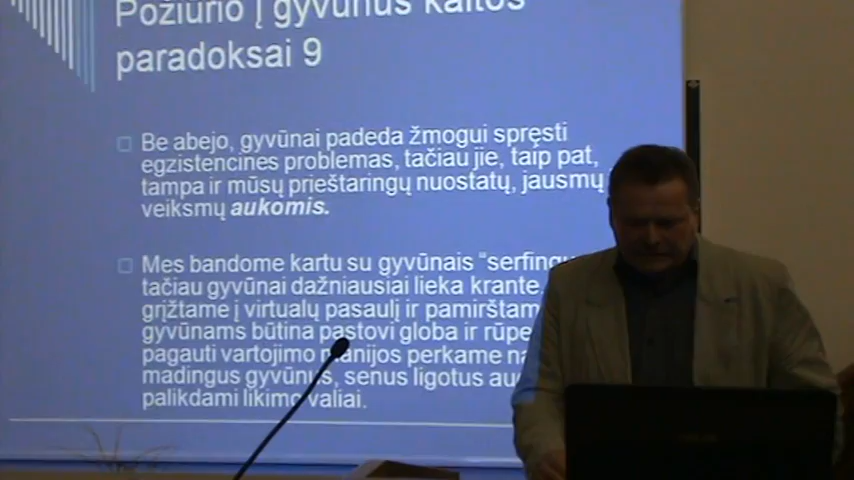 Požiūrio į gyvūnus kaitos
paradoksai 9
Be abejo, gyvūnai padeda žmogui spręsti
egzistencines problemas, tačiau jie, taip pat,
tampa ir mūsų prieštaringų nuostatų, jausmų
veiksmų aukomis.
Mes bandome kartu su gyvūnais “serfingu
tačiau gyvūnai dažniausiai lieka krante.
grįžtame į virtualų pasaulį ir pamirštam
gyvūnams būtina pastovi globa ir rūpe
pagauti vartojimo manijos perkame na
madingus gyvūnus, senus ligotus au
palikdami likimo valiai.